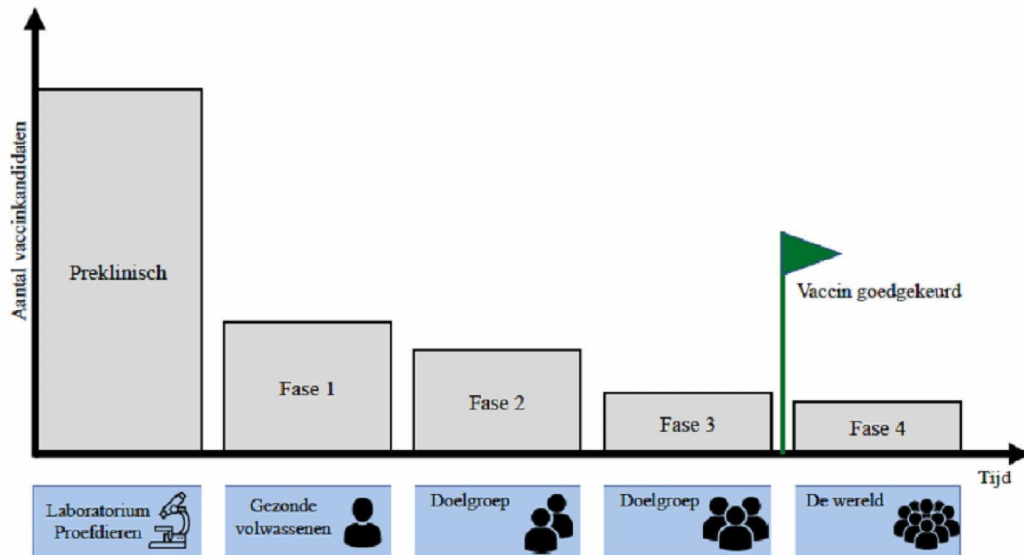 Aantal vaccinkandidaten
Preklinisch
Fase 1
Fase 2
Fase 3
Fase 4
Vaccin goedgekeurd
Tijd
Laboratorium
Proefdieren
Gezonde
volwassenen
Doelgroep
Doelgroep
De wereld